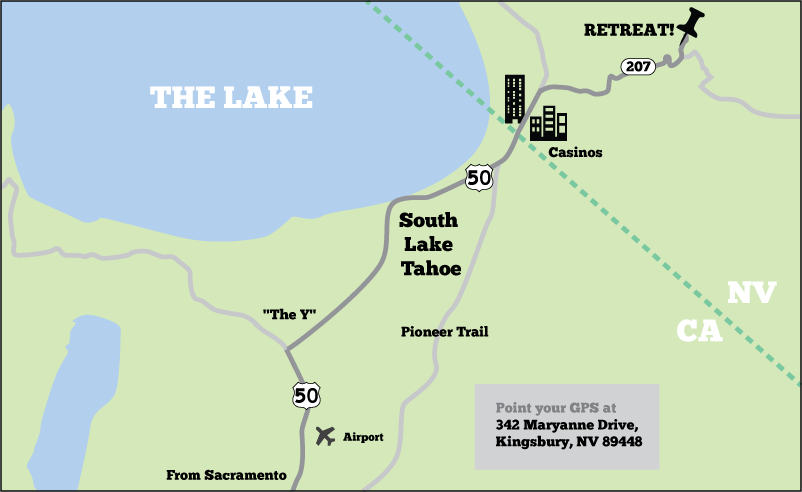 RETREAT!
207
THE LAKE
Casinos
50
South
Lake
Tahoe
NV
"The Y"
CA
Pioneer Trail
50
Point your GPS at
342 Maryanne Drive,
Kingsbury, NV 89448
Airport
From Sacramento